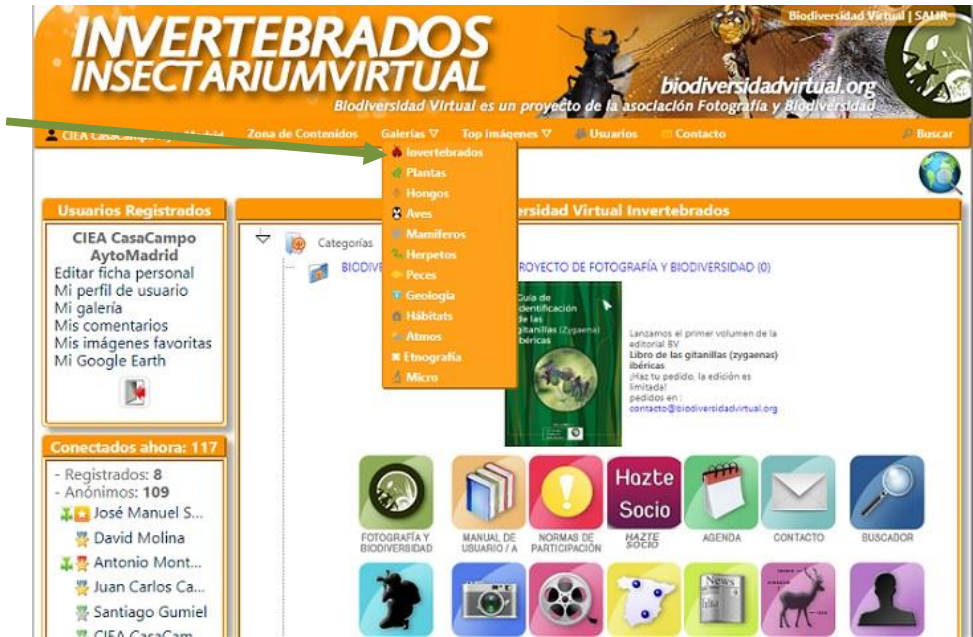 INVERTEBRADOS
INSECTARIUMVIRTUAL
Biodiversidad Virtual | SALIR
biodiversidadvirtual.org
Biodiversidad Virtual es un proyecto de la asociación Fotografía y Biodiversidad
Zona de Contenidos Galerías ▽ Top imágenes ▽ Usuarios Contacto Buscar
Invertebrados
Plantas
Hongos
Aves
Mamíferos
Herpetos
Peces
Geología
Hábitats
Atmos
Etnografía
Micro
Usuarios Registrados
CIEA CasaCampo
AytoMadrid
Editar ficha personal
Mi perfil de usuario
Mi galería
Mis comentarios
Mis imágenes favoritas
Mi Google Earth
Conectados ahora: 117
- Registrados: 8
- Anónimos: 109
José Manuel S...
David Molina
Antonio Mont...
Juan Carlos Ca...
Santiago Gumiel
CIEA CasaCam...
Virtual Invertebrados
Categorías
FOTOGRAFÍA Y BIODIVERSIDAD (0)
Guía de
identificación
de las
gitanillas (Zygaena)
ibéricas
Lanzamos el primer volumen de la
editorial BV
Libro de las gitanillas (zygaenas)
ibéricas
¡Haz tu pedido, la edición es
limitada!
pedidos en :
contacto@biodiversidadvirtual.org
Hazte
Socio
FOTOGRAFÍA Y
BIODIVERSIDAD
MANUAL DE
USUARIO / A
NORMAS DE
PARTICIPACIÓN
HAZTE
SOCIO
AGENDA
CONTACTO
BUSCADOR
News